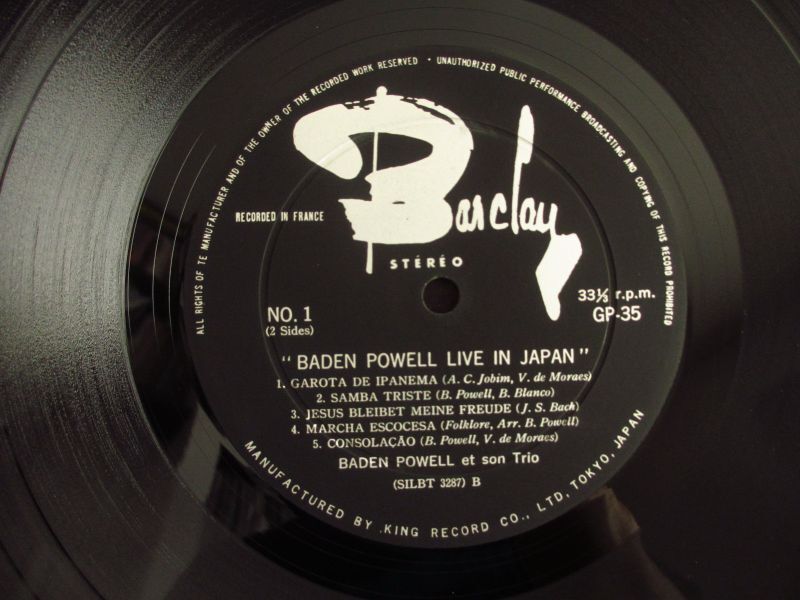 ALL RIGHTS OF TE MANUFACTURER AND OF THE OWNER OF THE RECORDED WORK RESERVED • UNAUTHORIZED PUBLIC PERFORMANCE BROADCASTING AND COPYING OF THIS RECORD PROHIBITED
Barclay
RECORDED IN FRANCE
STÉRÉO
NO. 1
(2 Sides)
33⅓ r.p.m.
GP-35
"BADEN POWELL LIVE IN JAPAN"
1. GAROTA DE IPANEMA (A. C. Jobim, V. de Moraes)
2. SAMBA TRISTE (B. Powell, B. Blanco)
3. JESUS BLEIBET MEINE FREUDE (J. S. Bach)
4. MARCHA ESCOCESA (Folklore, Arr. B. Powell)
5. CONSOLAÇÃO (B. Powell, V. de Moraes)
BADEN POWELL et son Trio
(SILBT 3287) B
MANUFACTURED BY KING RECORD CO., LTD, TOKYO, JAPAN